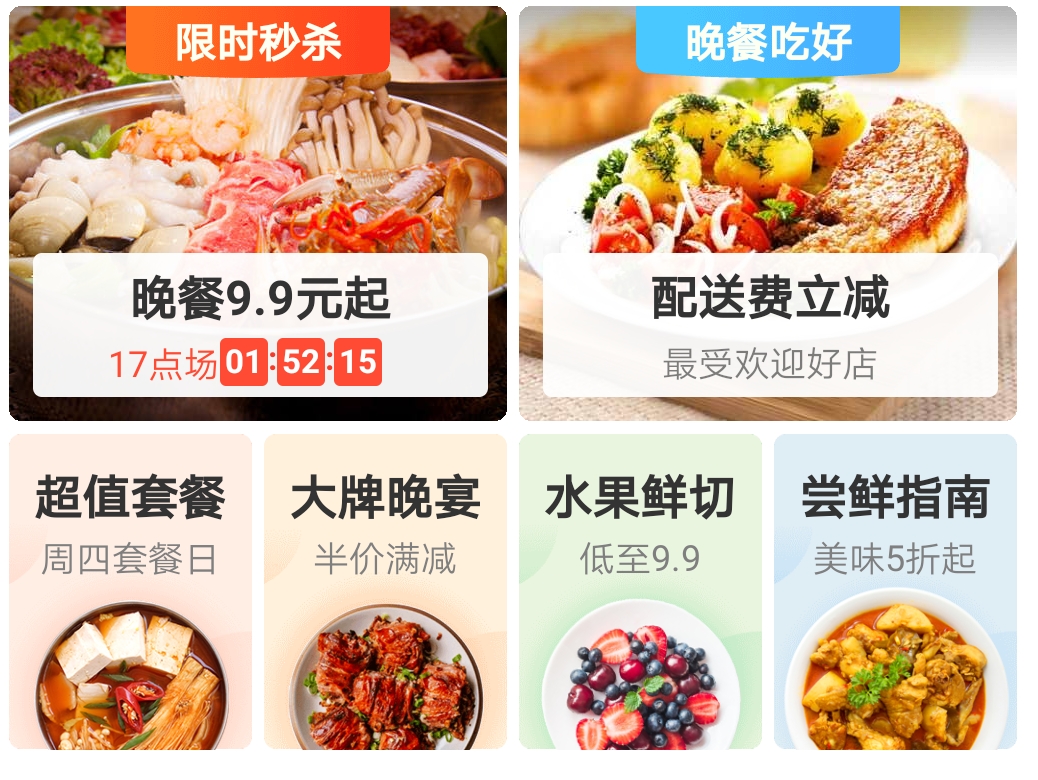 限时秒杀
晚餐9.9元起
17点场01:52:15
晚餐吃好
配送费立减
最受欢迎好店
超值套餐
周四套餐日
大牌晚宴
半价满减
水果鲜切
低至9.9
尝鲜指南
美味5折起